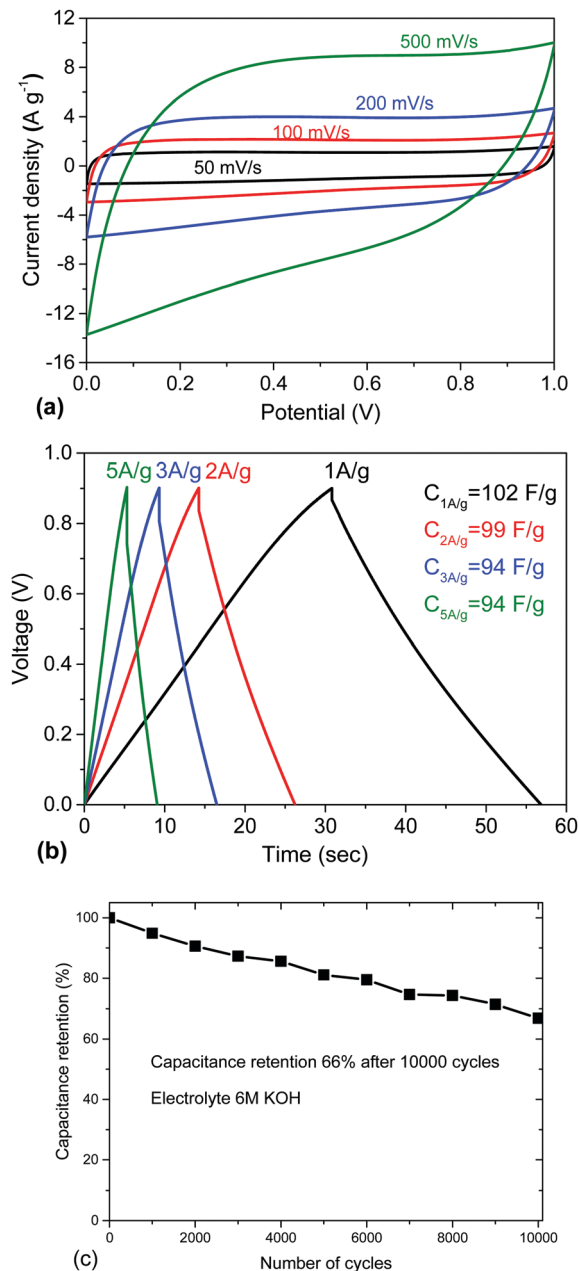 12
8
4
0
-4
-8
-12
-16
Current density (A g⁻¹)
500 mV/s
200 mV/s
100 mV/s
50 mV/s
0.0 0.2 0.4 0.6 0.8 1.0
Potential (V)
(a)
1.0
0.8
0.6
0.4
0.2
0.0
Voltage (V)
5A/g 3A/g 2A/g 1A/g
C1A/g=102 F/g
C2A/g=99 F/g
C3A/g=94 F/g
C5A/g=94 F/g
0 10 20 30 40 50 60
Time (sec)
(b)
100
80
60
40
20
0
Capacitance retention (%)
Capacitance retention 66% after 10000 cycles
Electrolyte 6M KOH
0 2000 4000 6000 8000 10000
Number of cycles
(c)